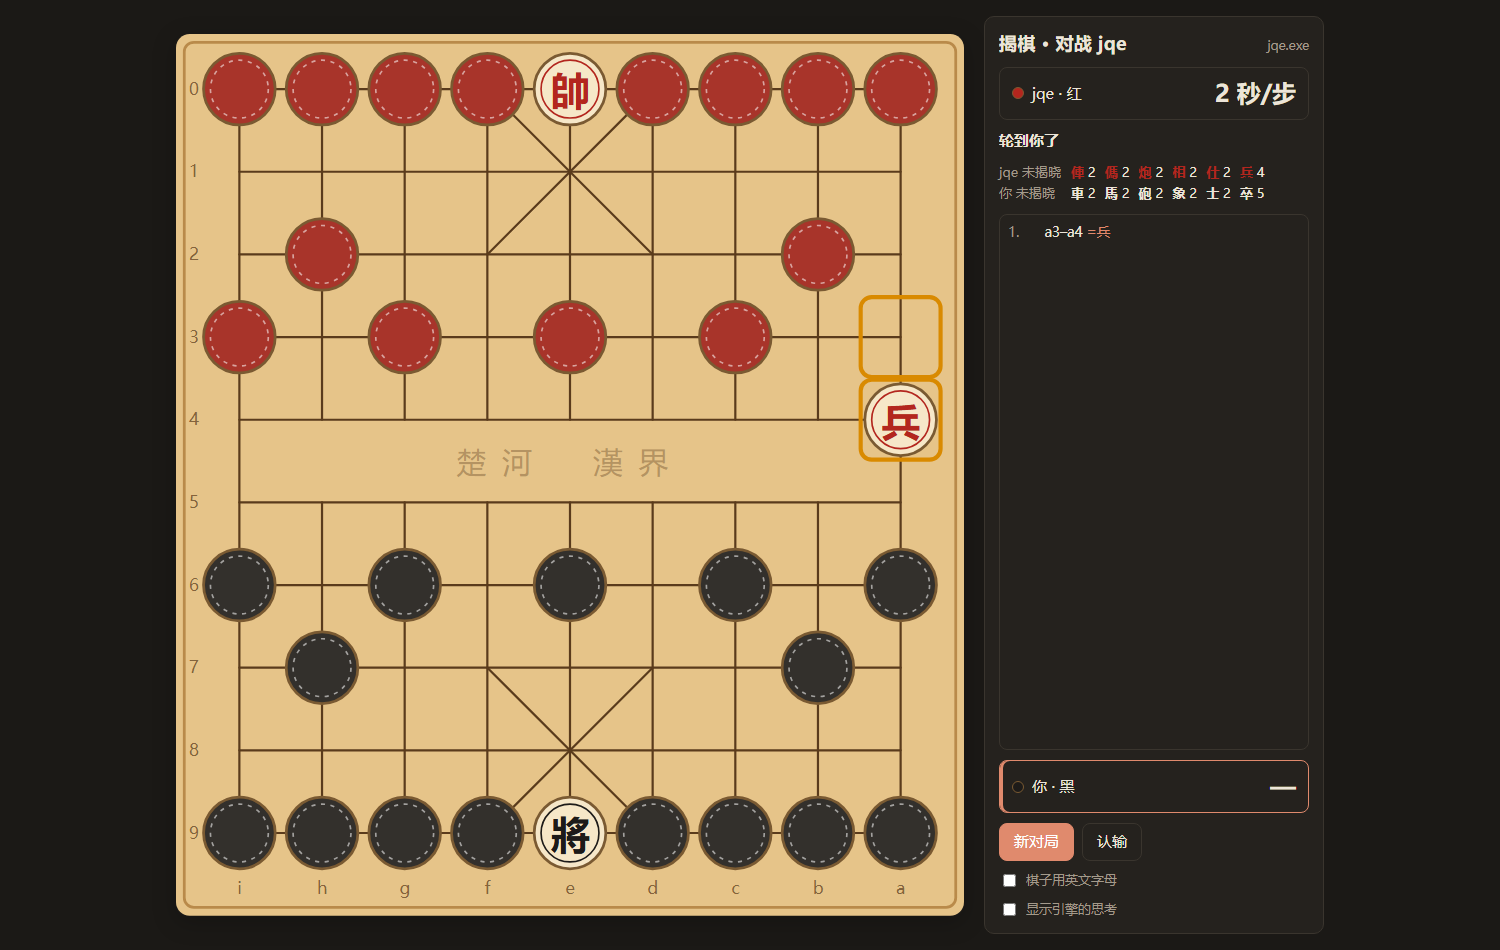 0
帥
1
2
3
4
兵
楚河 漢界
5
6
7
8
9
將
i h g f e d c b a
揭棋 · 对战 jqe jqe.exe
jqe · 红 2 秒/步
轮到你了
jqe 未揭晓 俥 2 傌 2 炮 2 相 2 仕 2 兵 4
你 未揭晓 車 2 馬 2 砲 2 象 2 士 2 卒 5
1. a3–a4 =兵
你 · 黑 —
新对局 认输
棋子用英文字母
显示引擎的思考